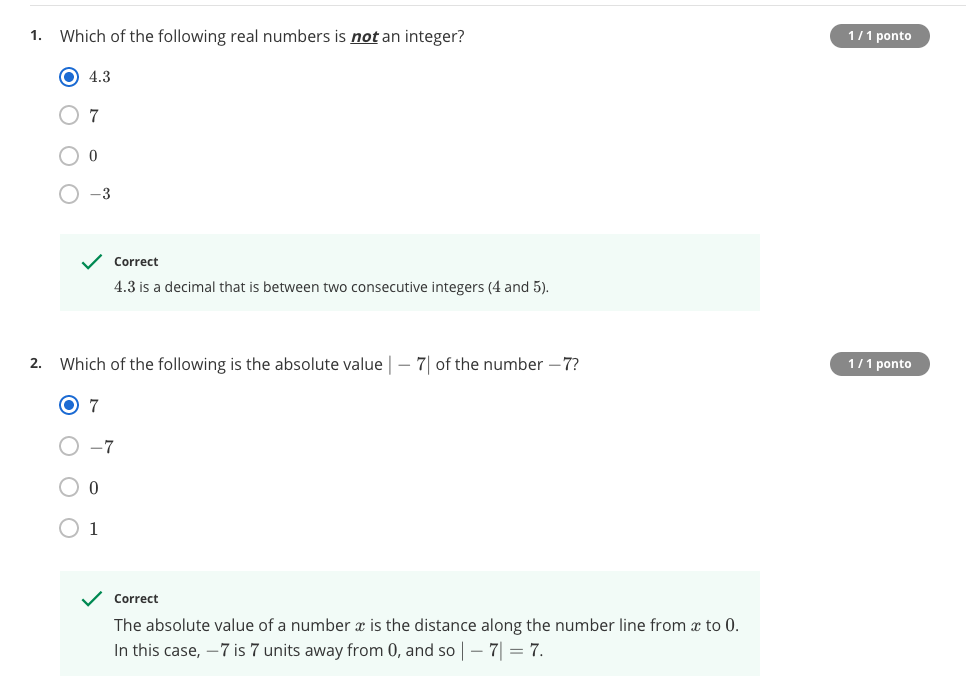 1. Which of the following real numbers is not an integer? 1 / 1 ponto
4.3
7
0
−3
Correct
4.3 is a decimal that is between two consecutive integers (4 and 5).
2. Which of the following is the absolute value | − 7| of the number −7? 1 / 1 ponto
7
−7
0
1
Correct
The absolute value of a number x is the distance along the number line from x to 0.
In this case, −7 is 7 units away from 0, and so | − 7| = 7.